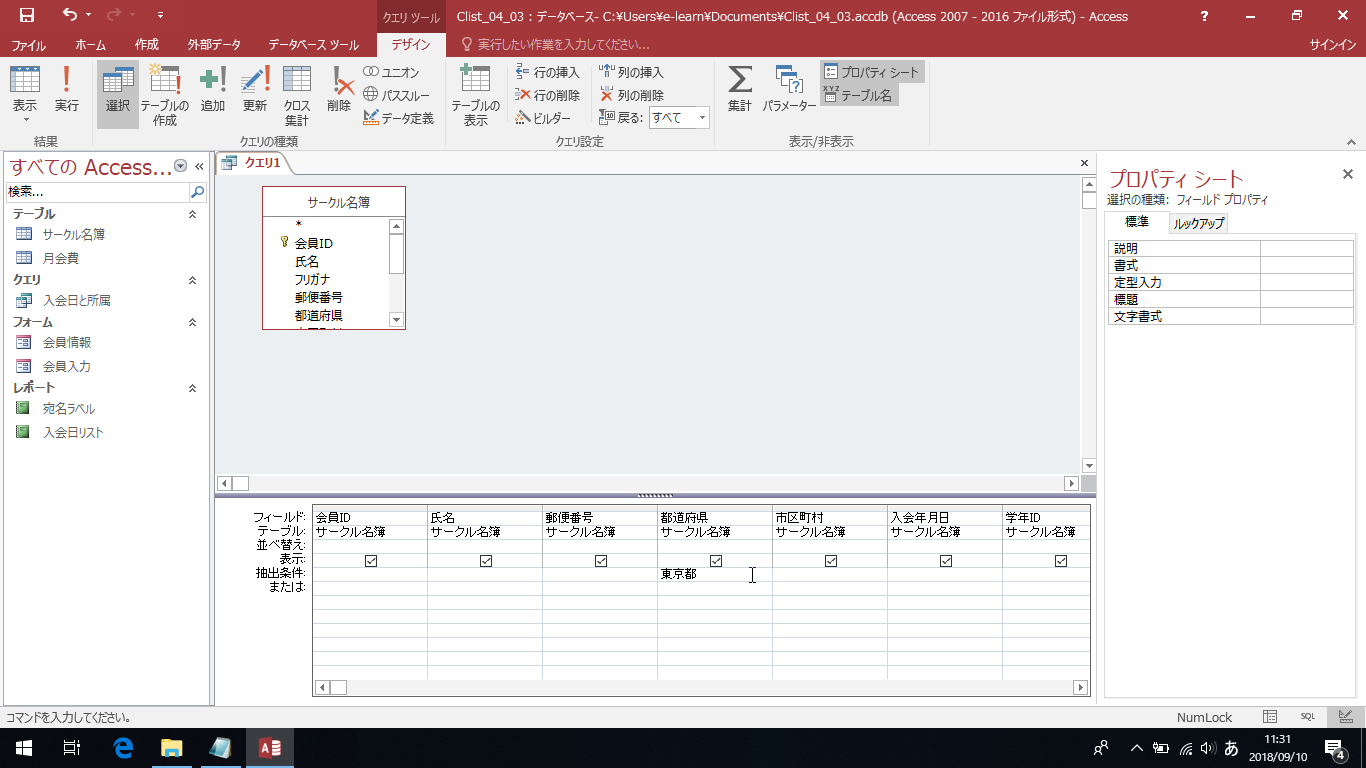 クエリ ツール
Clist_04_03 : データベース- C:¥Users¥e-learn¥Documents¥Clist_04_03.accdb (Access 2007 - 2016 ファイル形式) - Access
?
ファイル ホーム 作成 外部データ データベース ツール デザイン 実行したい作業を入力してください... サインイン
表示
実行
選択
テーブルの
作成
追加
更新
クロス
集計
削除
ユニオン
パススルー
データ定義
テーブルの
表示
行の挿入
行の削除
ビルダー
列の挿入
列の削除
戻る: すべて
集計
パラメーター
プロパティ シート
XYZ テーブル名
結果 クエリの種類 クエリ設定 表示/非表示
すべての Access...
検索...
テーブル
サークル名簿
月会費
クエリ
入会日と所属
フォーム
会員情報
会員入力
レポート
宛名ラベル
入会日リスト
クエリ1
サークル名簿
*
会員ID
氏名
フリガナ
郵便番号
都道府県
プロパティ シート
選択の種類: フィールド プロパティ
標準 ルックアップ
説明
書式
定型入力
標題
文字書式
フィールド: 会員ID 氏名 郵便番号 都道府県 市区町村 入会年月日 学年ID
テーブル: サークル名簿 サークル名簿 サークル名簿 サークル名簿 サークル名簿 サークル名簿 サークル名簿
並べ替え:
表示:
抽出条件: 東京都
または:
コマンドを入力してください。
NumLock
SQL
あ
11:31
2018/09/10
4